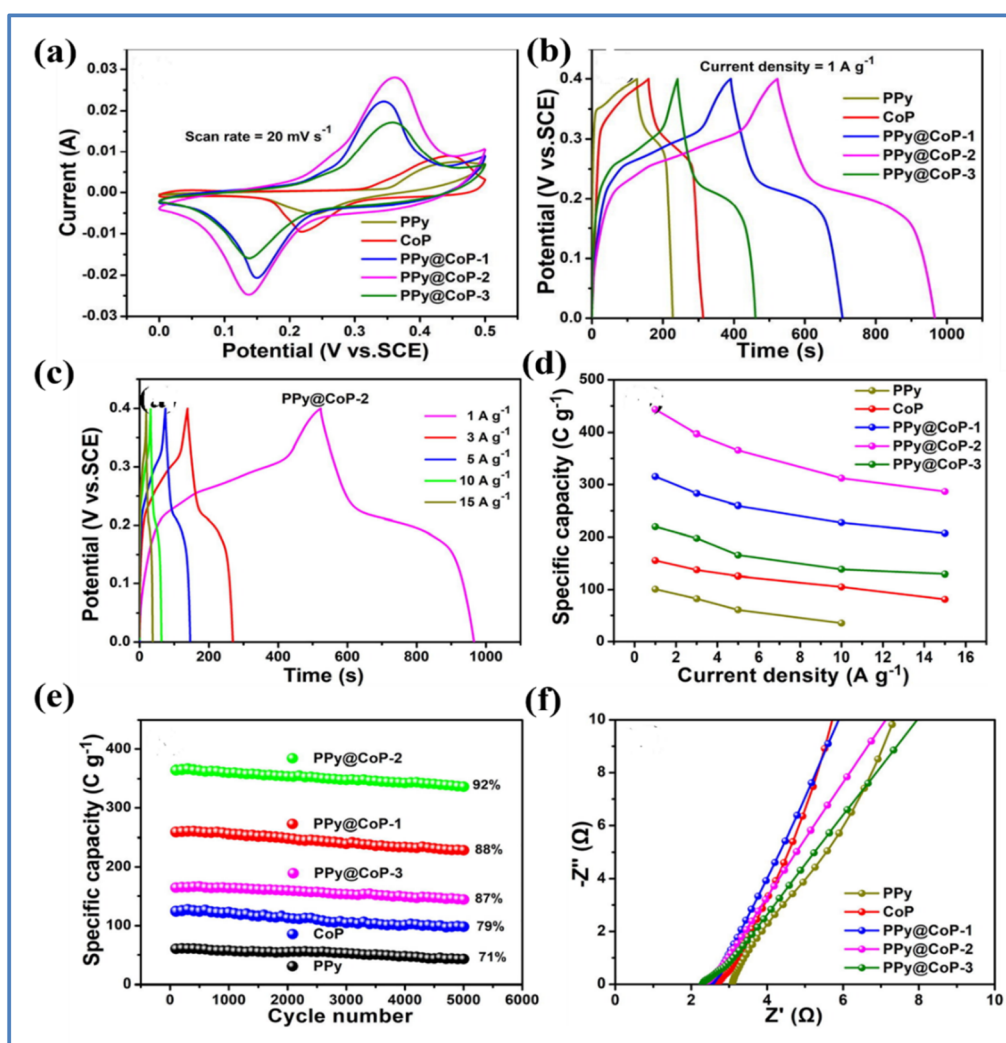 (a)
Scan rate = 20 mV s⁻¹
PPy
CoP
PPy@CoP-1
PPy@CoP-2
PPy@CoP-3
Current (A)
0.03
0.02
0.01
0.00
-0.01
-0.02
-0.03
0.0 0.1 0.2 0.3 0.4 0.5
Potential (V vs.SCE)
(b)
Current density = 1 A g⁻¹
PPy
CoP
PPy@CoP-1
PPy@CoP-2
PPy@CoP-3
Potential (V vs.SCE)
0.4
0.3
0.2
0.1
0.0
0 200 400 600 800 1000
Time (s)
(c)
PPy@CoP-2
1 A g⁻¹
3 A g⁻¹
5 A g⁻¹
10 A g⁻¹
15 A g⁻¹
Potential (V vs.SCE)
0.4
0.3
0.2
0.1
0.0
0 200 400 600 800 1000
Time (s)
(d)
PPy
CoP
PPy@CoP-1
PPy@CoP-2
PPy@CoP-3
Specific capacity (C g⁻¹)
500
400
300
200
100
0
0 2 4 6 8 10 12 14 16
Current density (A g⁻¹)
(e)
PPy@CoP-2
92%
PPy@CoP-1
88%
PPy@CoP-3
87%
CoP
79%
PPy
71%
Specific capacity (C g⁻¹)
400
300
200
100
0
0 1000 2000 3000 4000 5000 6000
Cycle number
(f)
PPy
CoP
PPy@CoP-1
PPy@CoP-2
PPy@CoP-3
-Z'' (Ω)
10
8
6
4
2
0
0 2 4 6 8 10
Z' (Ω)